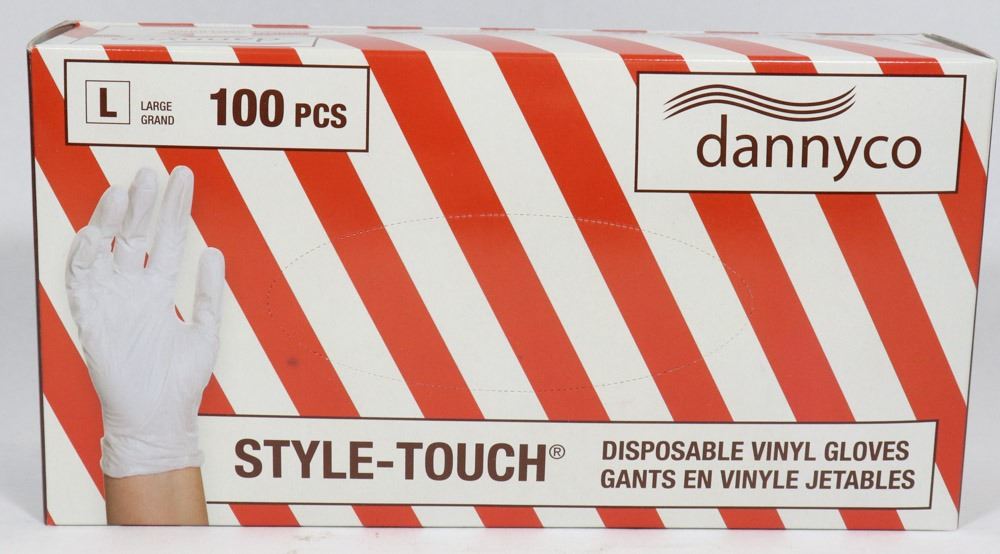 L
LARGE
GRAND
100 PCS
dannyco
STYLE-TOUCH®
DISPOSABLE VINYL GLOVES
GANTS EN VINYLE JETABLES